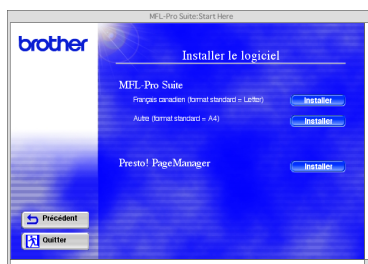 MFL-Pro Suite:Start Here
brother
Installer le logiciel
MFL-Pro Suite
Français canadien (format standard = Letter) Installer
Autre (format standard = A4) Installer
Presto! PageManager Installer
Précédent
Quitter